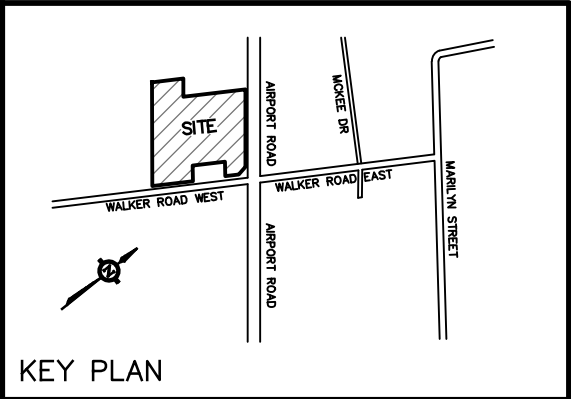 SITE
AIRPORT ROAD
MCKEE DR
WALKER ROAD EAST
WALKER ROAD WEST
MARILYN STREET
AIRPORT ROAD
N
KEY PLAN